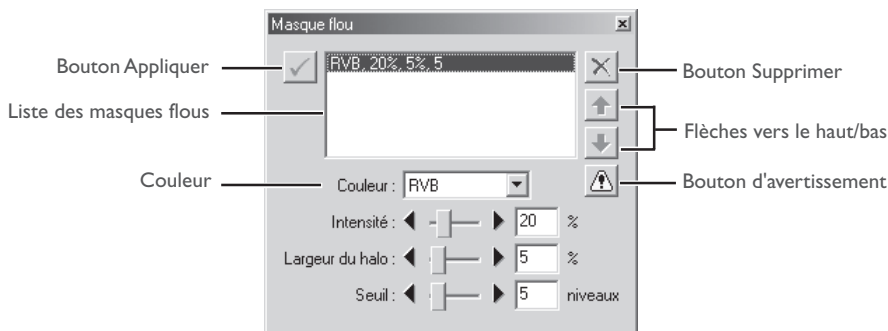 Masque flou
Bouton Appliquer
RVB, 20%, 5%, 5
Bouton Supprimer
Liste des masques flous
Flèches vers le haut/bas
Couleur
Couleur : RVB
Bouton d'avertissement
Intensité : 20 %
Largeur du halo : 5 %
Seuil : 5 niveaux